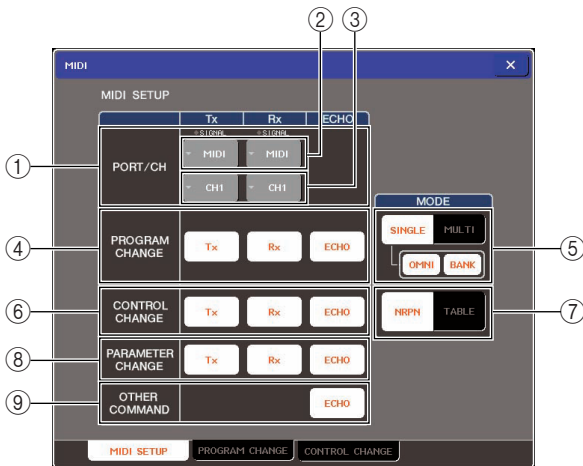 ② ③
MIDI ×
MIDI SETUP
Tx Rx ECHO
SIGNAL SIGNAL
① PORT/CH MIDI MIDI
CH1 CH1
MODE
④ PROGRAM CHANGE Tx Rx ECHO SINGLE MULTI ⑤
OMNI BANK
⑥ CONTROL CHANGE Tx Rx ECHO NRPN TABLE ⑦
⑧ PARAMETER CHANGE Tx Rx ECHO
⑨ OTHER COMMAND ECHO
MIDI SETUP PROGRAM CHANGE CONTROL CHANGE